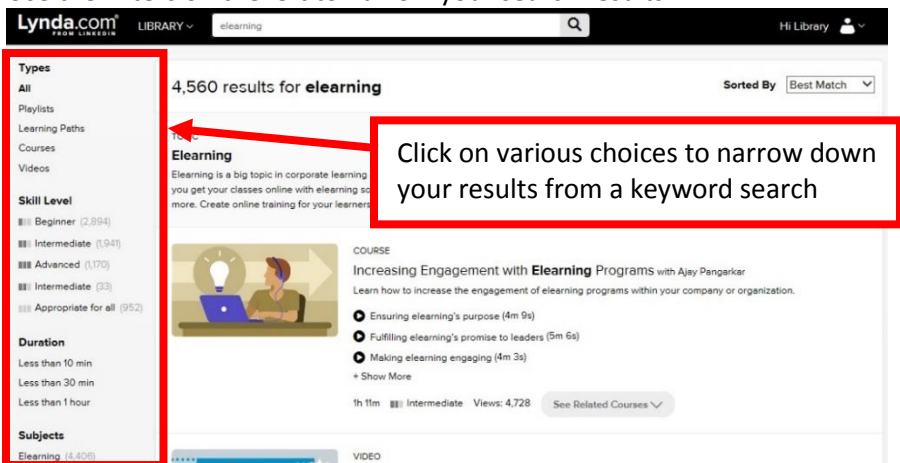 Lynda.com
FROM LINKEDIN
LIBRARY
elearning
Hi Library
Types
All
Playlists
Learning Paths
Courses
Videos
Skill Level
Beginner (2,894)
Intermediate (1,941)
Advanced (1,170)
Intermediate (33)
Appropriate for all (952)
Duration
Less than 10 min
Less than 30 min
Less than 1 hour
Subjects
Elearning (4,406)
4,560 results for elearning
Sorted By Best Match
Elearning
Elearning is a big topic in corporate learning
you get your classes online with elearning
more. Create online training for your learners
Click on various choices to narrow down
your results from a keyword search
COURSE
Increasing Engagement with Elearning Programs with Ajay Pangarkar
Learn how to increase the engagement of elearning programs within your company or organization.
Ensuring elearning's purpose (4m 9s)
Fulfilling elearning's promise to leaders (5m 6s)
Making elearning engaging (4m 3s)
+ Show More
1h 11m Intermediate Views: 4,728 See Related Courses
VIDEO